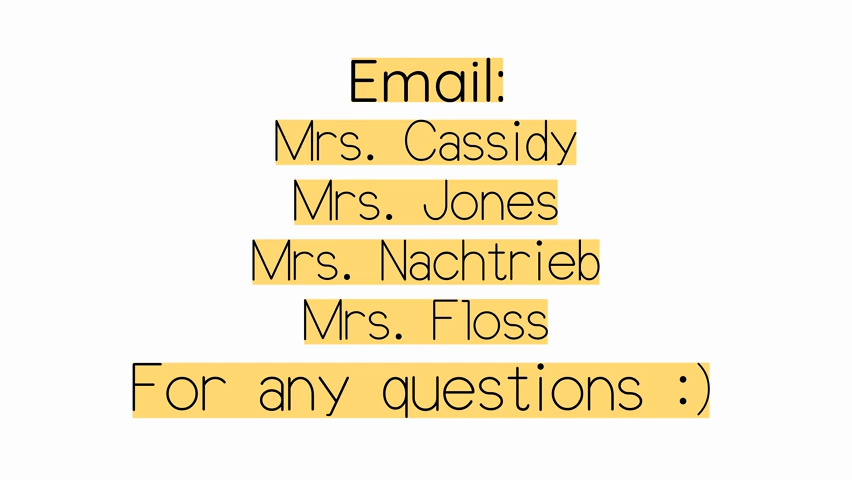 Email:
Mrs. Cassidy
Mrs. Jones
Mrs. Nachtrieb
Mrs. Floss
For any questions :)